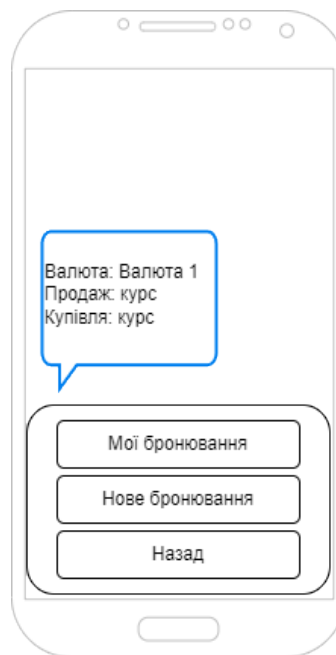 Валюта: Валюта 1
Продаж: курс
Купівля: курс
Мої бронювання
Нове бронювання
Назад